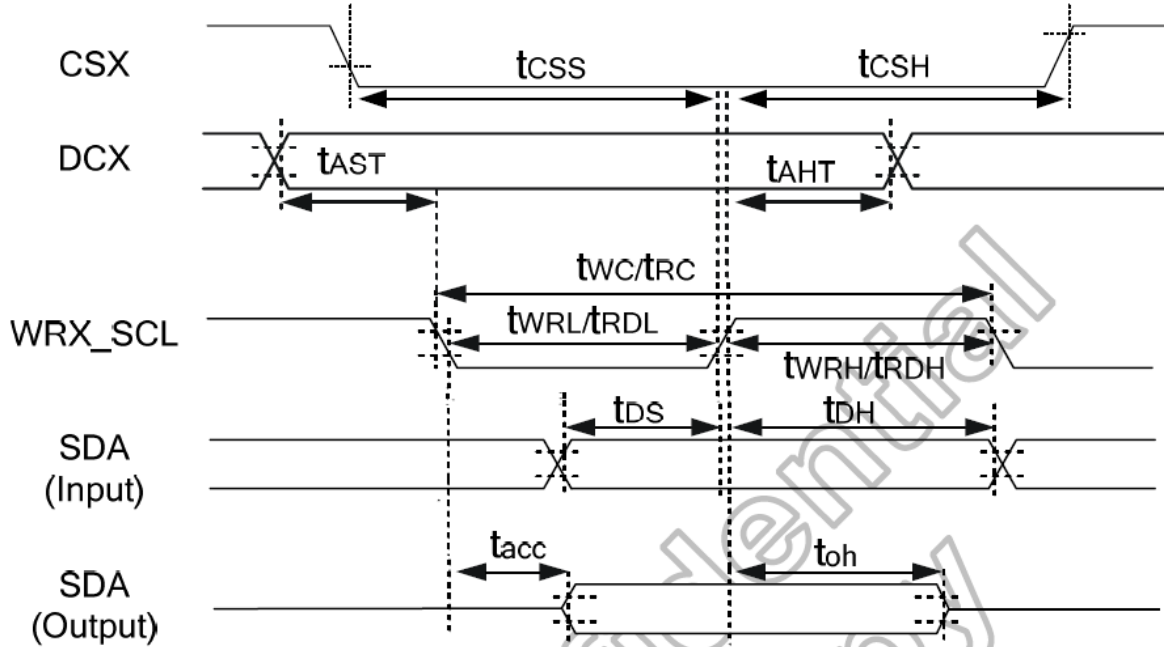 CSX
tCSS
tCSH
DCX
tAST
tAHT
tWC/tRC
WRX_SCL
tWRL/tRDL
tWRH/tRDH
SDA
(Input)
tDS
tDH
SDA
(Output)
tacc
toh